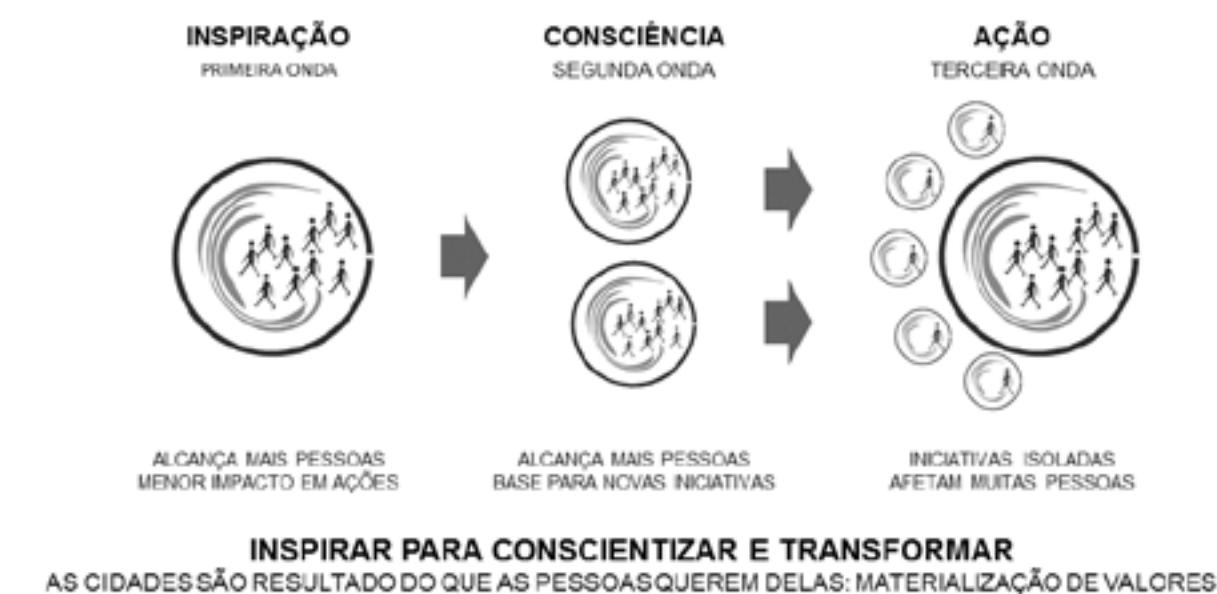 INSPIRAÇÃO
PRIMEIRA ONDA
CONSCIÊNCIA
SEGUNDA ONDA
AÇÃO
TERCEIRA ONDA
ALCANÇA MAIS PESSOAS
MENOR IMPACTO EM AÇÕES
ALCANÇA MAIS PESSOAS
BASE PARA NOVAS INICIATIVAS
INICIATIVAS ISOLADAS
AFETAM MUITAS PESSOAS
INSPIRAR PARA CONSCIENTIZAR E TRANSFORMAR
AS CIDADES SÃO RESULTADO DO QUE AS PESSOAS QUEREM DELAS: MATERIALIZAÇÃO DE VALORES